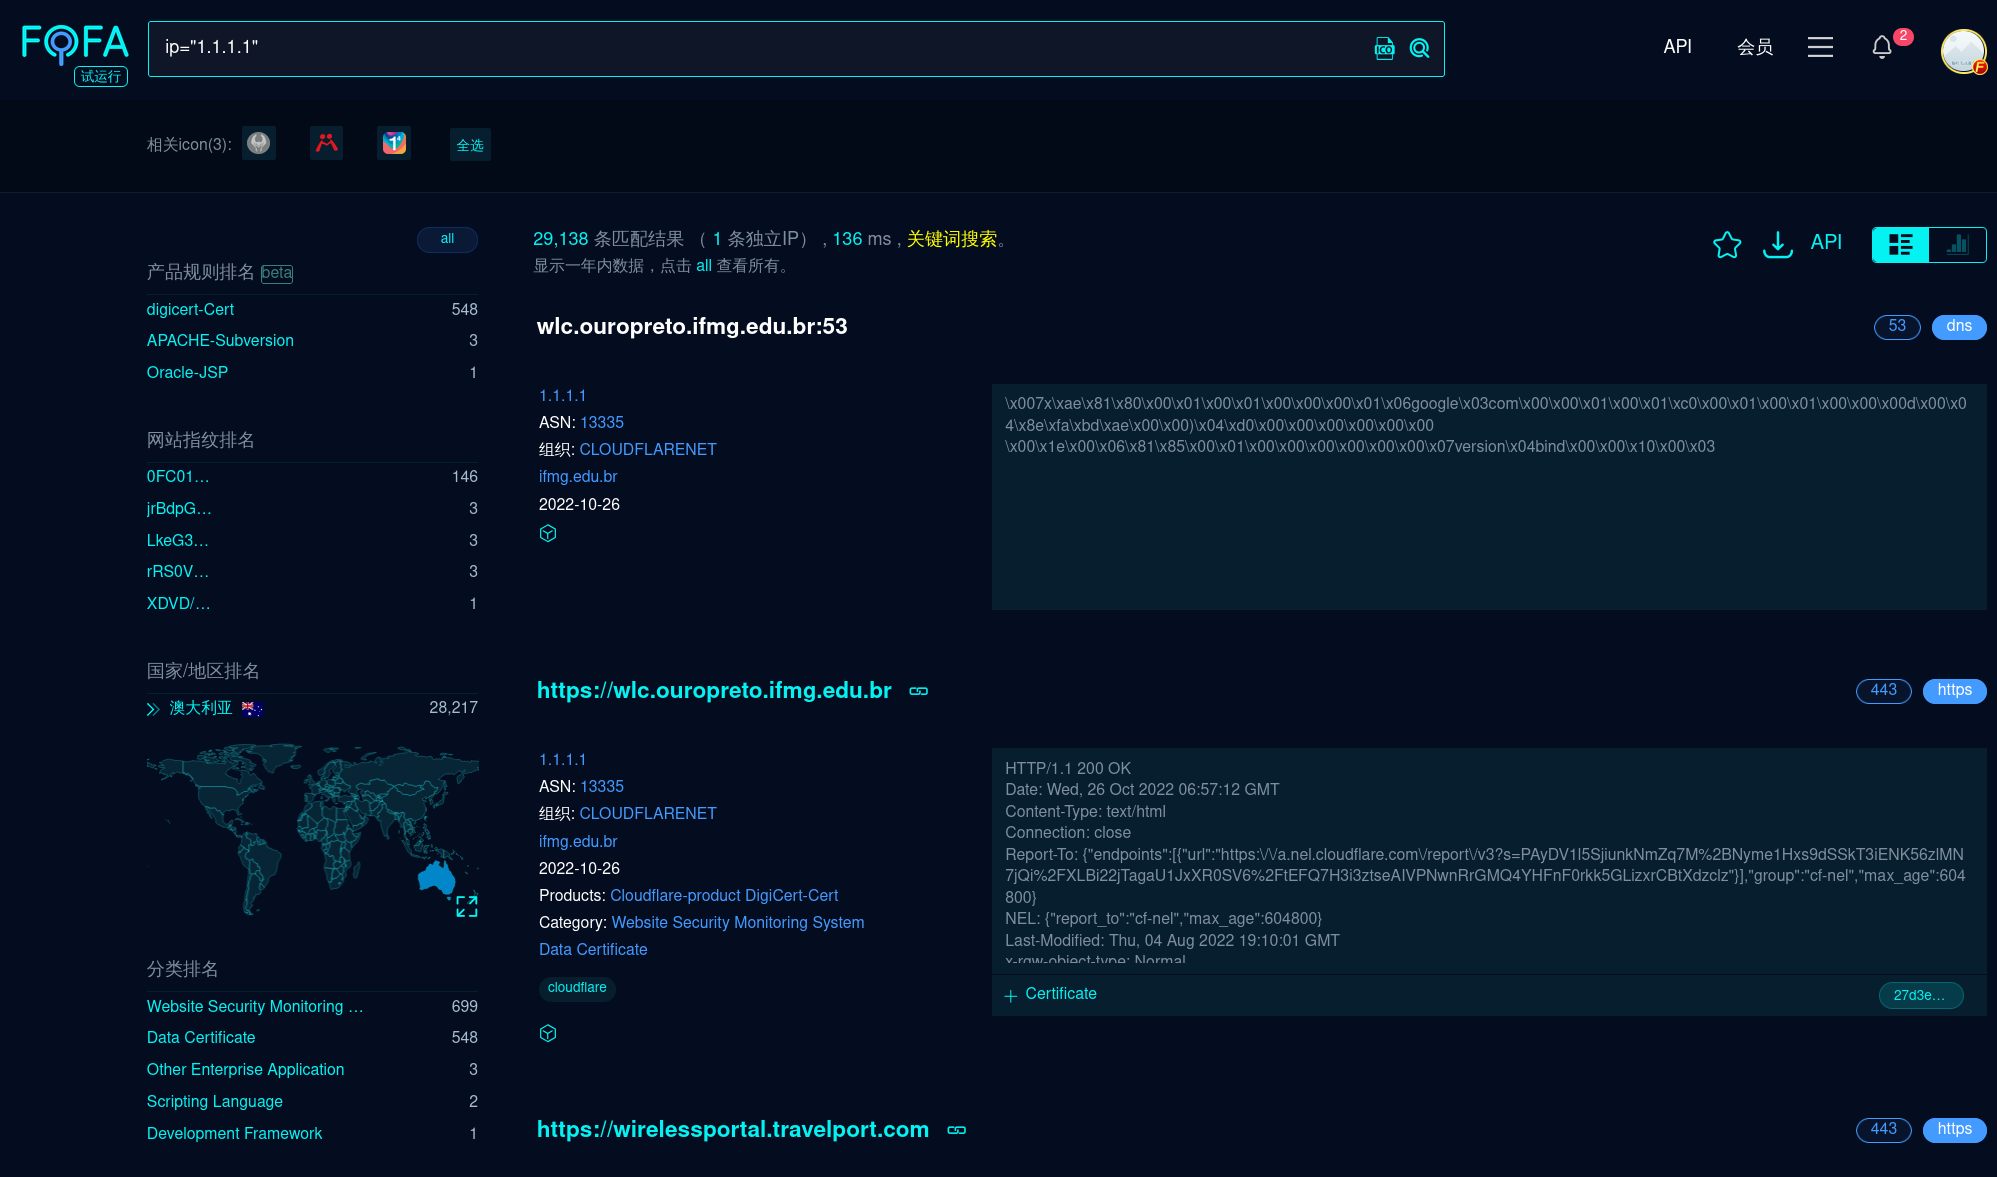 FOFA
试运行
ip="1.1.1.1"
ICO
API
会员
2
F
相关icon(3):
全选
all
产品规则排名 beta
digicert-Cert 548
APACHE-Subversion 3
Oracle-JSP 1
网站指纹排名
0FC01… 146
jrBdpG… 3
LkeG3… 3
rRS0V… 3
XDVD/… 1
国家/地区排名
澳大利亚 28,217
分类排名
Website Security Monitoring … 699
Data Certificate 548
Other Enterprise Application 3
Scripting Language 2
Development Framework 1
29,138 条匹配结果 （ 1 条独立IP） , 136 ms , 关键词搜索。
显示一年内数据，点击 all 查看所有。
API
wlc.ouropreto.ifmg.edu.br:53
53 dns
1.1.1.1
ASN: 13335
组织: CLOUDFLARENET
ifmg.edu.br
2022-10-26
\x007x\xae\x81\x80\x00\x01\x00\x01\x00\x00\x00\x01\x06google\x03com\x00\x00\x01\x00\x01\xc0\x00\x01\x00\x01\x00\x00\x00d\x00\x0
4\x8e\xfa\xbd\xae\x00\x00)\x04\xd0\x00\x00\x00\x00\x00\x00
\x00\x1e\x00\x06\x81\x85\x00\x01\x00\x00\x00\x00\x00\x00\x07version\x04bind\x00\x00\x10\x00\x03
https://wlc.ouropreto.ifmg.edu.br
443 https
1.1.1.1
ASN: 13335
组织: CLOUDFLARENET
ifmg.edu.br
2022-10-26
Products: Cloudflare-product DigiCert-Cert
Category: Website Security Monitoring System
Data Certificate
cloudflare
HTTP/1.1 200 OK
Date: Wed, 26 Oct 2022 06:57:12 GMT
Content-Type: text/html
Connection: close
Report-To: {"endpoints":[{"url":"https:\/\/a.nel.cloudflare.com\/report\/v3?s=PAyDV1l5SjiunkNmZq7M%2BNyme1Hxs9dSSkT3iENK56zlMN
7jQi%2FXLBi22jTagaU1JxXR0SV6%2FtEFQ7H3i3ztseAIVPNwnRrGMQ4YHFnF0rkk5GLizxrCBtXdzclz"}],"group":"cf-nel","max_age":604
800}
NEL: {"report_to":"cf-nel","max_age":604800}
Last-Modified: Thu, 04 Aug 2022 19:10:01 GMT
x-rgw-object-type: Normal
Certificate
27d3e…
https://wirelessportal.travelport.com
443 https